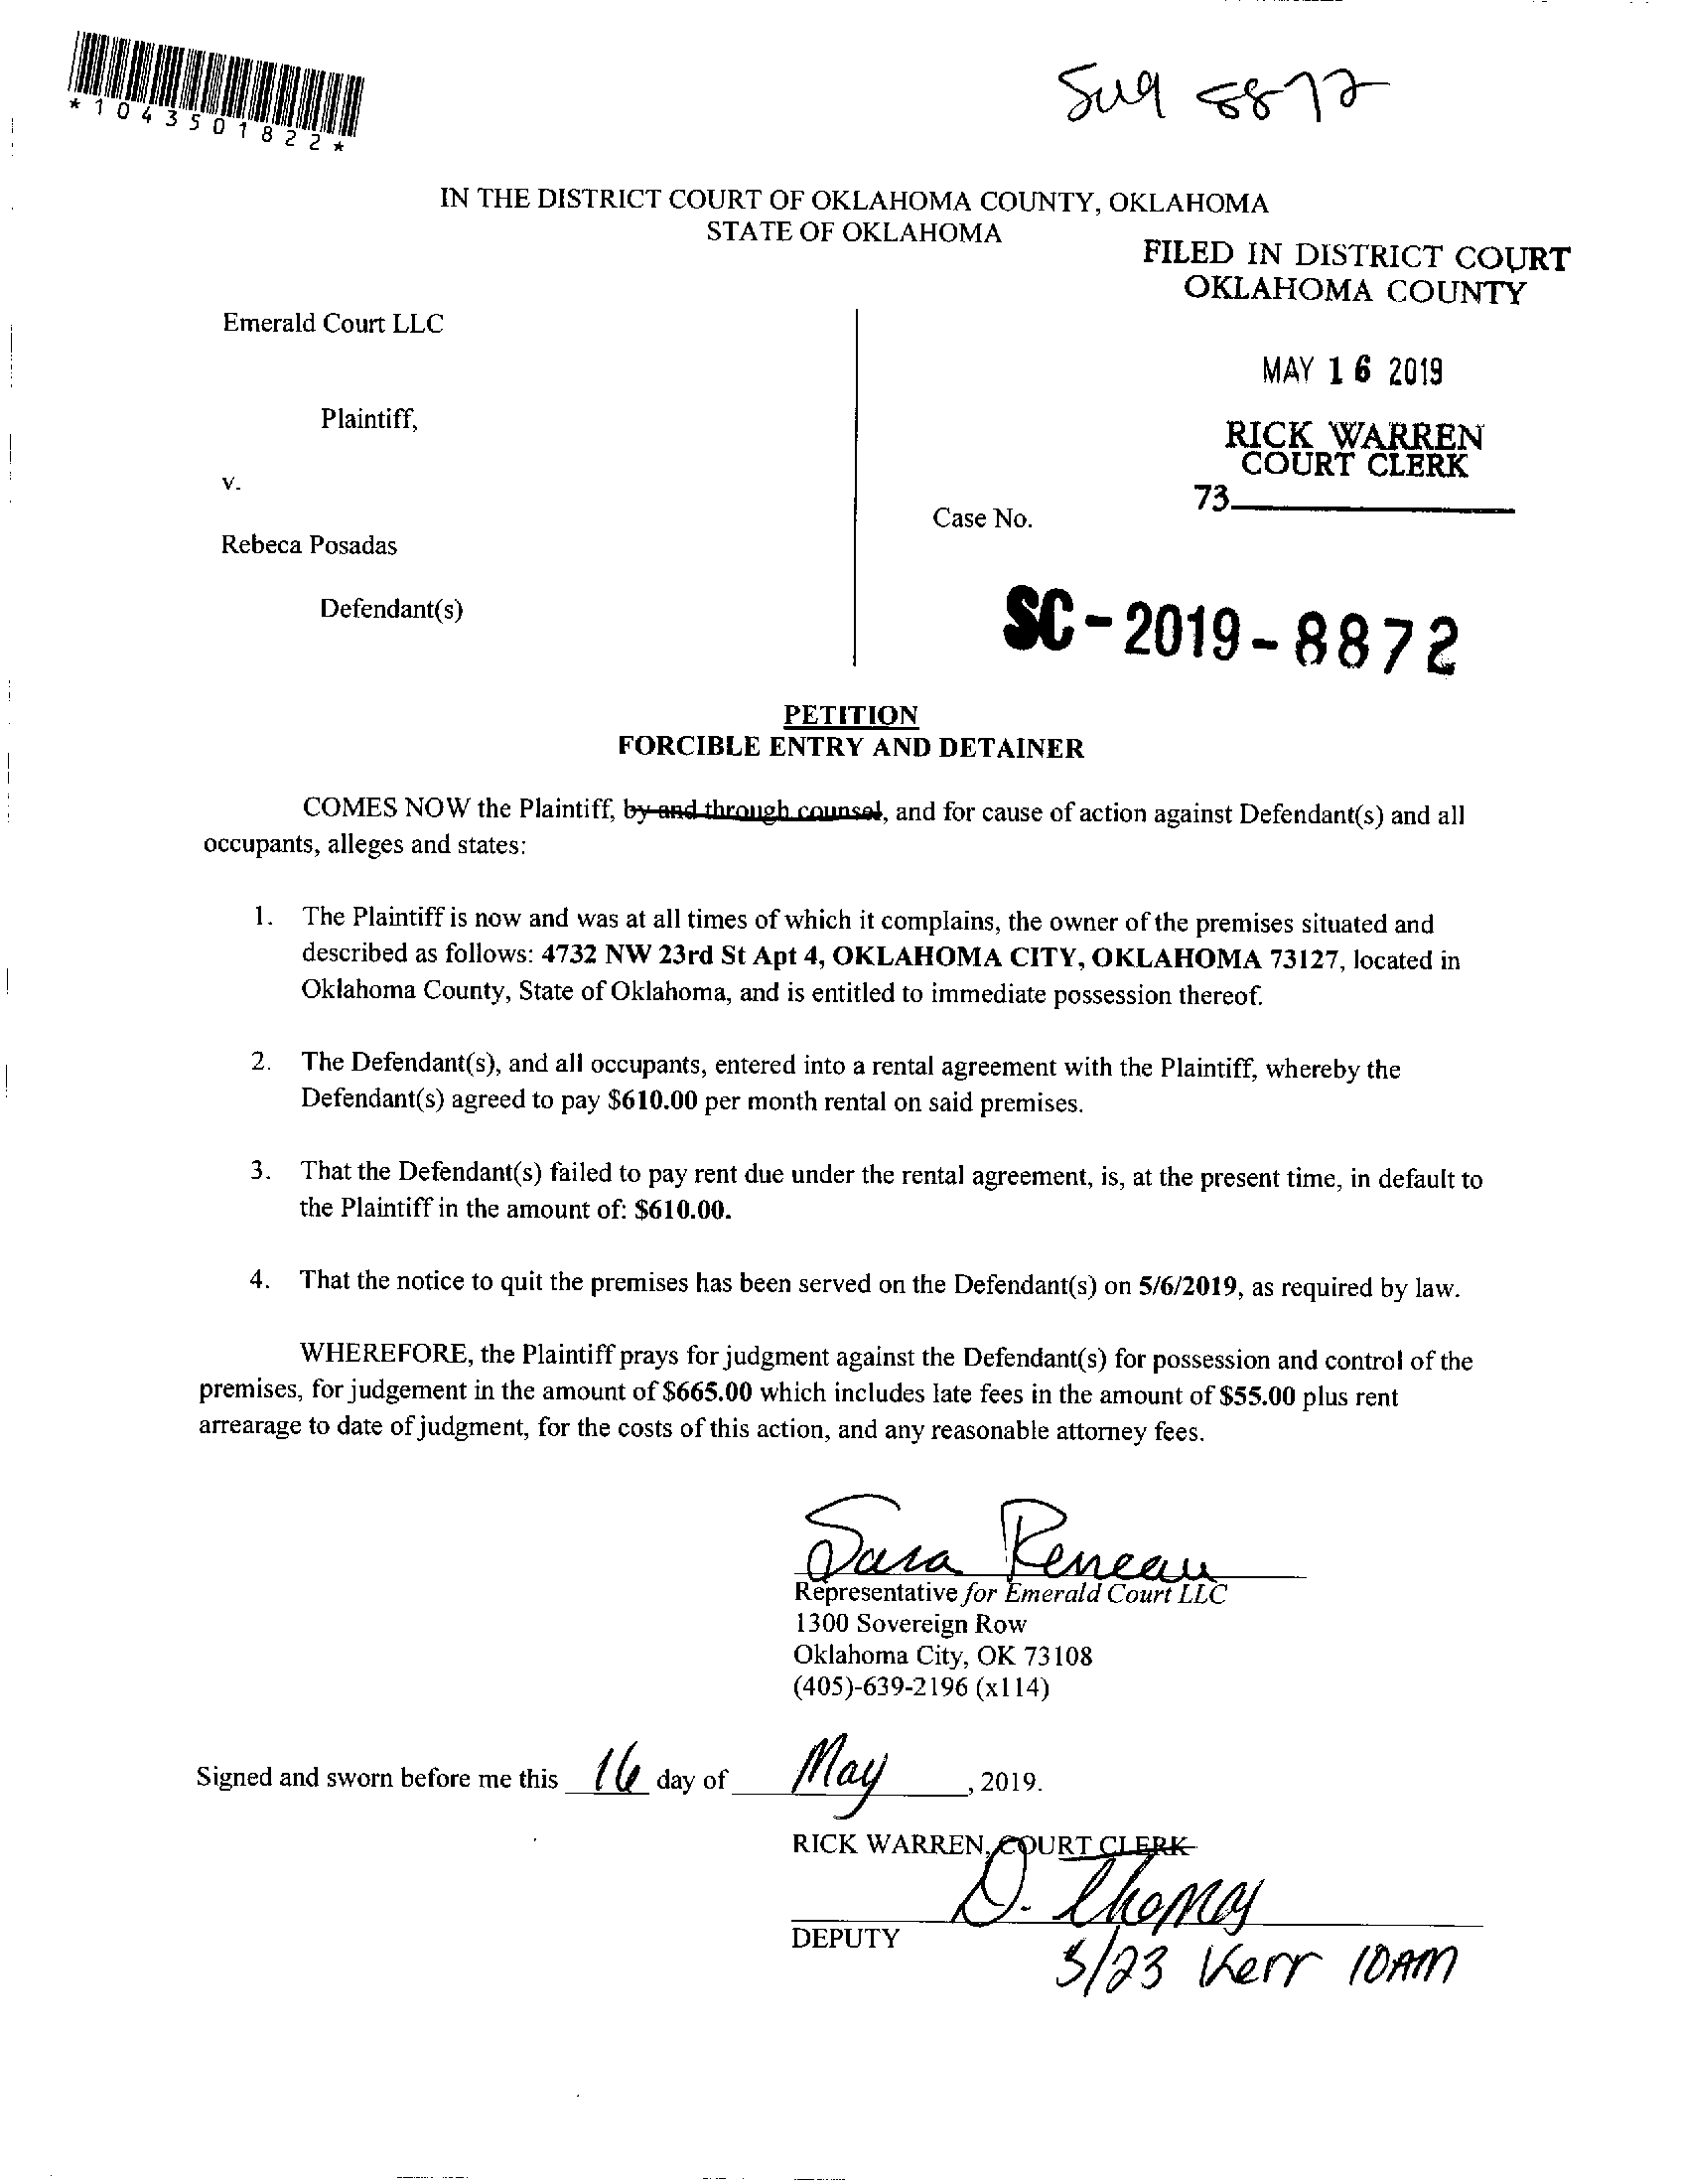 *1043501822*
8872
IN THE DISTRICT COURT OF OKLAHOMA COUNTY, OKLAHOMA
STATE OF OKLAHOMA
FILED IN DISTRICT COURT
OKLAHOMA COUNTY
Emerald Court LLC
MAY 16 2019
Plaintiff,
RICK WARREN
COURT CLERK
v.
73
Case No.
Rebeca Posadas
Defendant(s)
SC-2019-8872
PETITION
FORCIBLE ENTRY AND DETAINER
COMES NOW the Plaintiff, by and through counsel, and for cause of action against Defendant(s) and all
occupants, alleges and states:
1. The Plaintiff is now and was at all times of which it complains, the owner of the premises situated and
described as follows: 4732 NW 23rd St Apt 4, OKLAHOMA CITY, OKLAHOMA 73127, located in
Oklahoma County, State of Oklahoma, and is entitled to immediate possession thereof.
2. The Defendant(s), and all occupants, entered into a rental agreement with the Plaintiff, whereby the
Defendant(s) agreed to pay $610.00 per month rental on said premises.
3. That the Defendant(s) failed to pay rent due under the rental agreement, is, at the present time, in default to
the Plaintiff in the amount of: $610.00.
4. That the notice to quit the premises has been served on the Defendant(s) on 5/6/2019, as required by law.
WHEREFORE, the Plaintiff prays for judgment against the Defendant(s) for possession and control of the
premises, for judgement in the amount of $665.00 which includes late fees in the amount of $55.00 plus rent
arrearage to date of judgment, for the costs of this action, and any reasonable attorney fees.
Sara Reneau
Representative for Emerald Court LLC
1300 Sovereign Row
Oklahoma City, OK 73108
(405)-639-2196 (x114)
Signed and sworn before me this 16 day of May, 2019.
RICK WARREN, COURT CLERK
D. Thomas
DEPUTY
5/23 Kerr 10AM